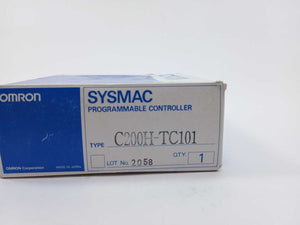 OMRON
SYSMAC
PROGRAMMABLE CONTROLLER
TYPE C200H-TC101
LOT No. 2058
QTY. 1
OMRON Corporation MADE IN JAPAN